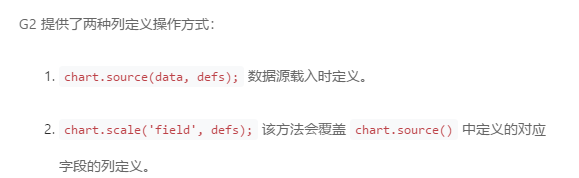 G2 提供了两种列定义操作方式：
1. chart.source(data, defs); 数据源载入时定义。
2. chart.scale('field', defs); 该方法会覆盖 chart.source() 中定义的对应
字段的列定义。